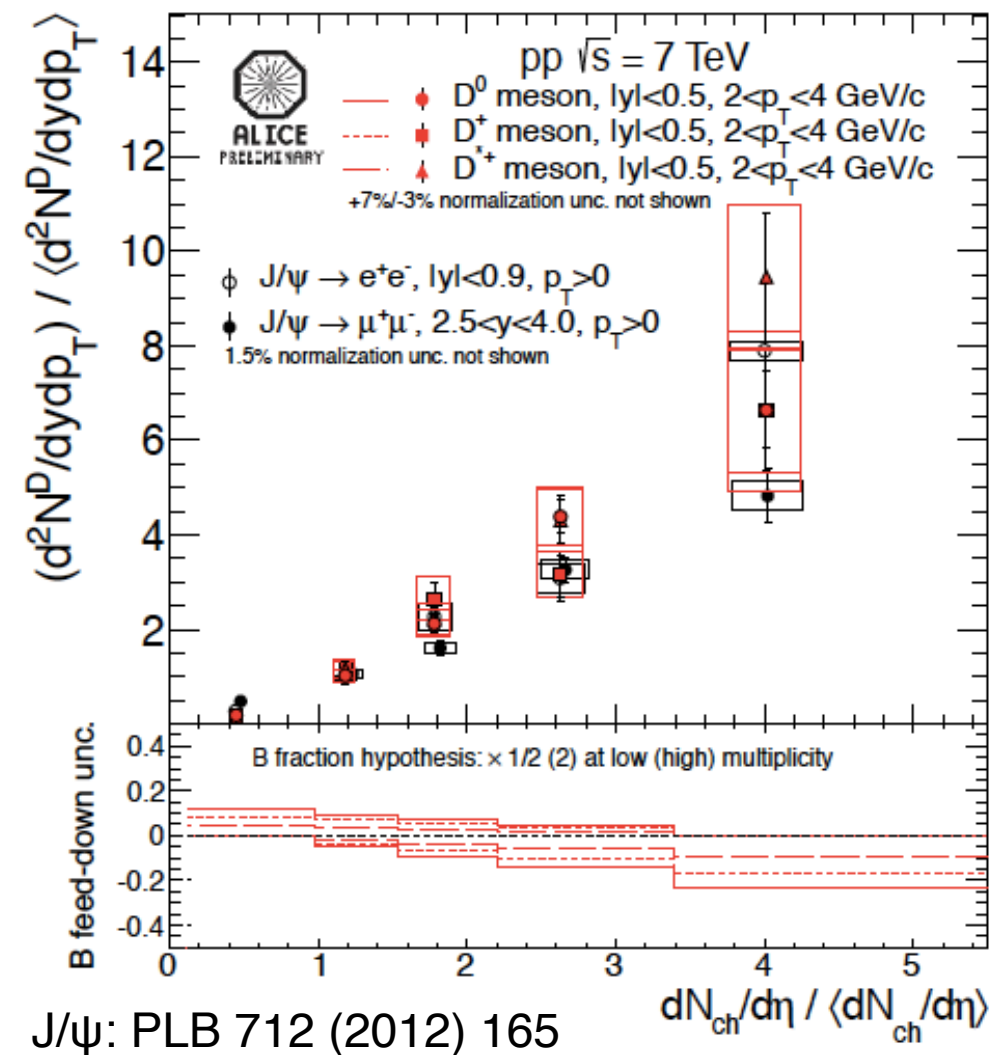 (d²N^D/dydp_T) / ⟨d²N^D/dydp_T⟩
14
12
10
8
6
4
2
ALICE
PRELIMINARY
pp √s = 7 TeV
D⁰ meson, |y|<0.5, 2<p_T<4 GeV/c
D⁺ meson, |y|<0.5, 2<p_T<4 GeV/c
D*⁺ meson, |y|<0.5, 2<p_T<4 GeV/c
+7%/-3% normalization unc. not shown
J/ψ → e⁺e⁻, |y|<0.9, p_T>0
J/ψ → μ⁺μ⁻, 2.5<y<4.0, p_T>0
1.5% normalization unc. not shown
B feed-down unc.
0.4
0.2
0
-0.2
-0.4
B fraction hypothesis: × 1/2 (2) at low (high) multiplicity
0 1 2 3 4 5
dN_ch/dη / ⟨dN_ch/dη⟩
J/ψ: PLB 712 (2012) 165